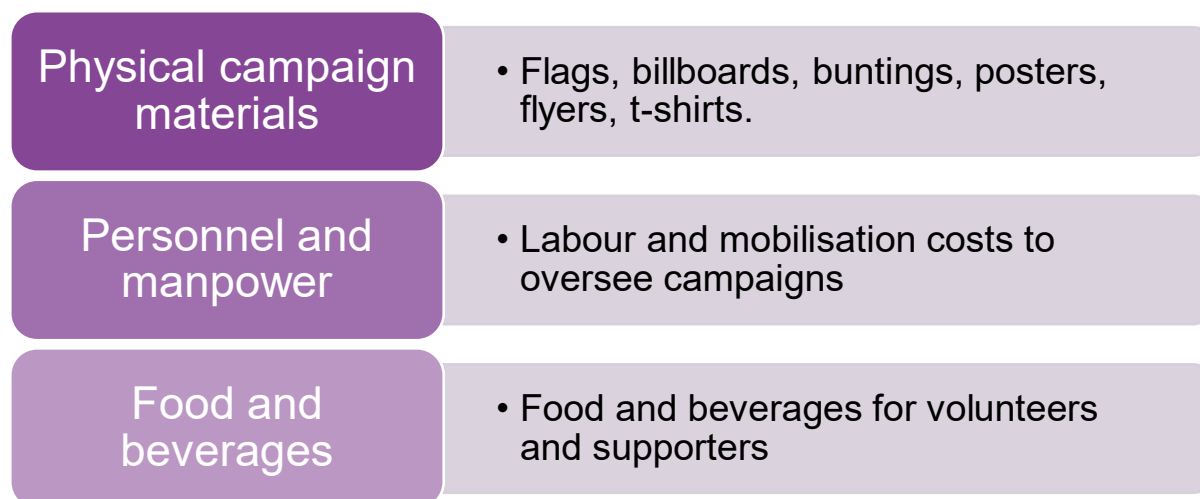 Physical campaign
materials
• Flags, billboards, buntings, posters,
flyers, t-shirts.
Personnel and
manpower
• Labour and mobilisation costs to
oversee campaigns
Food and
beverages
• Food and beverages for volunteers
and supporters